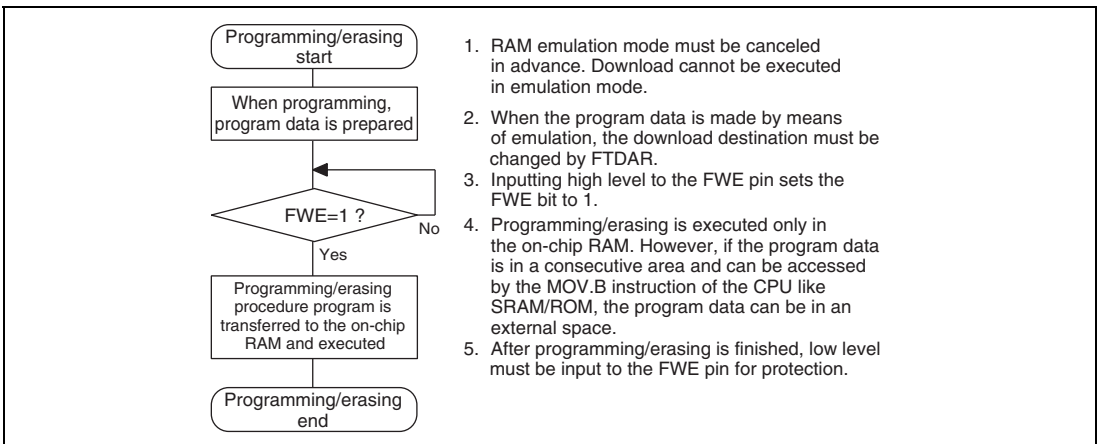 Programming/erasing
start
When programming,
program data is prepared
FWE=1 ?
No
Yes
Programming/erasing
procedure program is
transferred to the on-chip
RAM and executed
Programming/erasing
end
1. RAM emulation mode must be canceled
in advance. Download cannot be executed
in emulation mode.
2. When the program data is made by means
of emulation, the download destination must be
changed by FTDAR.
3. Inputting high level to the FWE pin sets the
FWE bit to 1.
4. Programming/erasing is executed only in
the on-chip RAM. However, if the program data
is in a consecutive area and can be accessed
by the MOV.B instruction of the CPU like
SRAM/ROM, the program data can be in an
external space.
5. After programming/erasing is finished, low level
must be input to the FWE pin for protection.